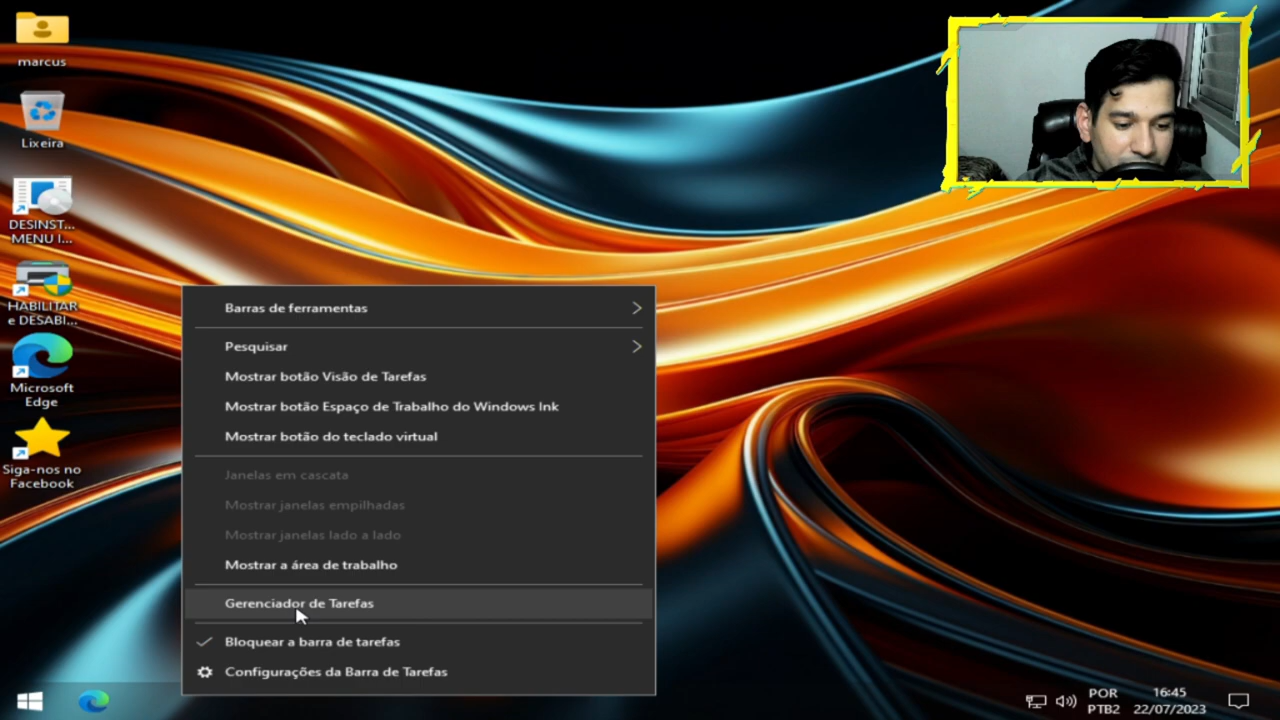 marcus
Lixeira
DESINST...
MENU I...
HABILITAR
e DESABI...
Microsoft
Edge
Siga-nos no
Facebook
Barras de ferramentas
Pesquisar
Mostrar botão Visão de Tarefas
Mostrar botão Espaço de Trabalho do Windows Ink
Mostrar botão do teclado virtual
Janelas em cascata
Mostrar janelas empilhadas
Mostrar janelas lado a lado
Mostrar a área de trabalho
Gerenciador de Tarefas
Bloquear a barra de tarefas
Configurações da Barra de Tarefas
POR
PTB2
16:45
22/07/2023